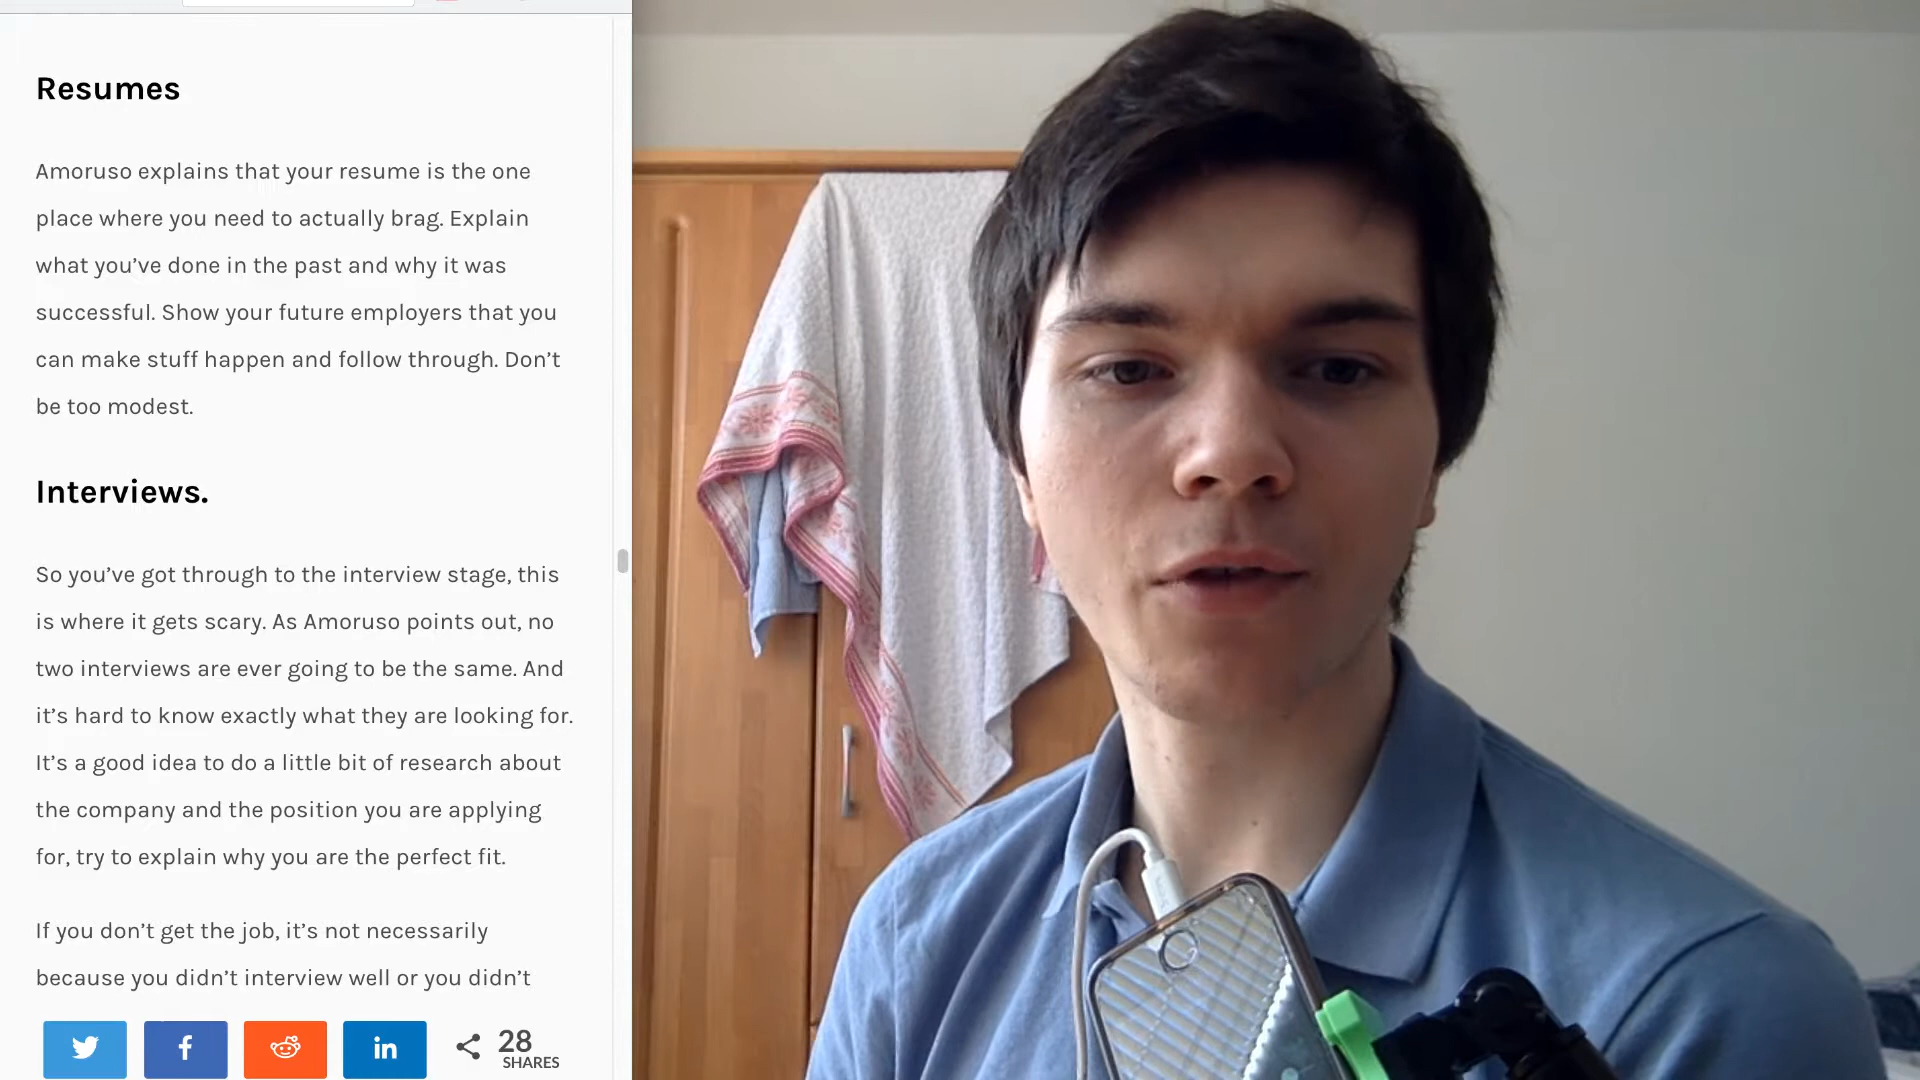 Resumes
Amoruso explains that your resume is the one
place where you need to actually brag. Explain
what you’ve done in the past and why it was
successful. Show your future employers that you
can make stuff happen and follow through. Don’t
be too modest.
Interviews.
So you’ve got through to the interview stage, this
is where it gets scary. As Amoruso points out, no
two interviews are ever going to be the same. And
it’s hard to know exactly what they are looking for.
It’s a good idea to do a little bit of research about
the company and the position you are applying
for, try to explain why you are the perfect fit.
If you don’t get the job, it’s not necessarily
because you didn’t interview well or you didn’t
28
SHARES